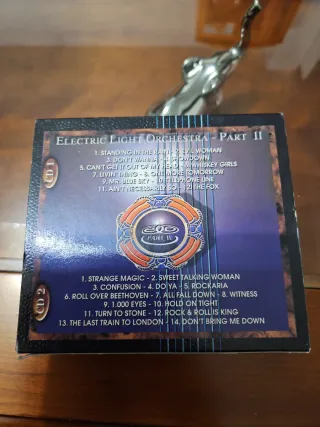 ELECTRIC LIGHT ORCHESTRA - PART II
CD 1
1. STANDING IN THE RAIN - 2. EVIL WOMAN
3. DON'T WANNA - 4. SHOWDOWN
5. CAN'T GET IT OUT OF MY HEAD - 6. WHISKEY GIRLS
7. LIVIN' THING - 8. CALL MORROW
9. MR. BLUE SKY - 10. TELEPHONE LINE
11. AIN'T NECESSARILY SO - 12. THE FOX
elo
PART II
CD 2
1. STRANGE MAGIC - 2. SWEET TALKING WOMAN
3. CONFUSION - 4. DO YA - 5. ROCKARIA
6. ROLL OVER BEETHOVEN - 7. ALL FALL DOWN - 8. WITNESS
9. 1.000 EYES - 10. HOLD ON TIGHT
11. TURN TO STONE - 12. ROCK & ROLL IS KING
13. THE LAST TRAIN TO LONDON - 14. DON'T BRING ME DOWN